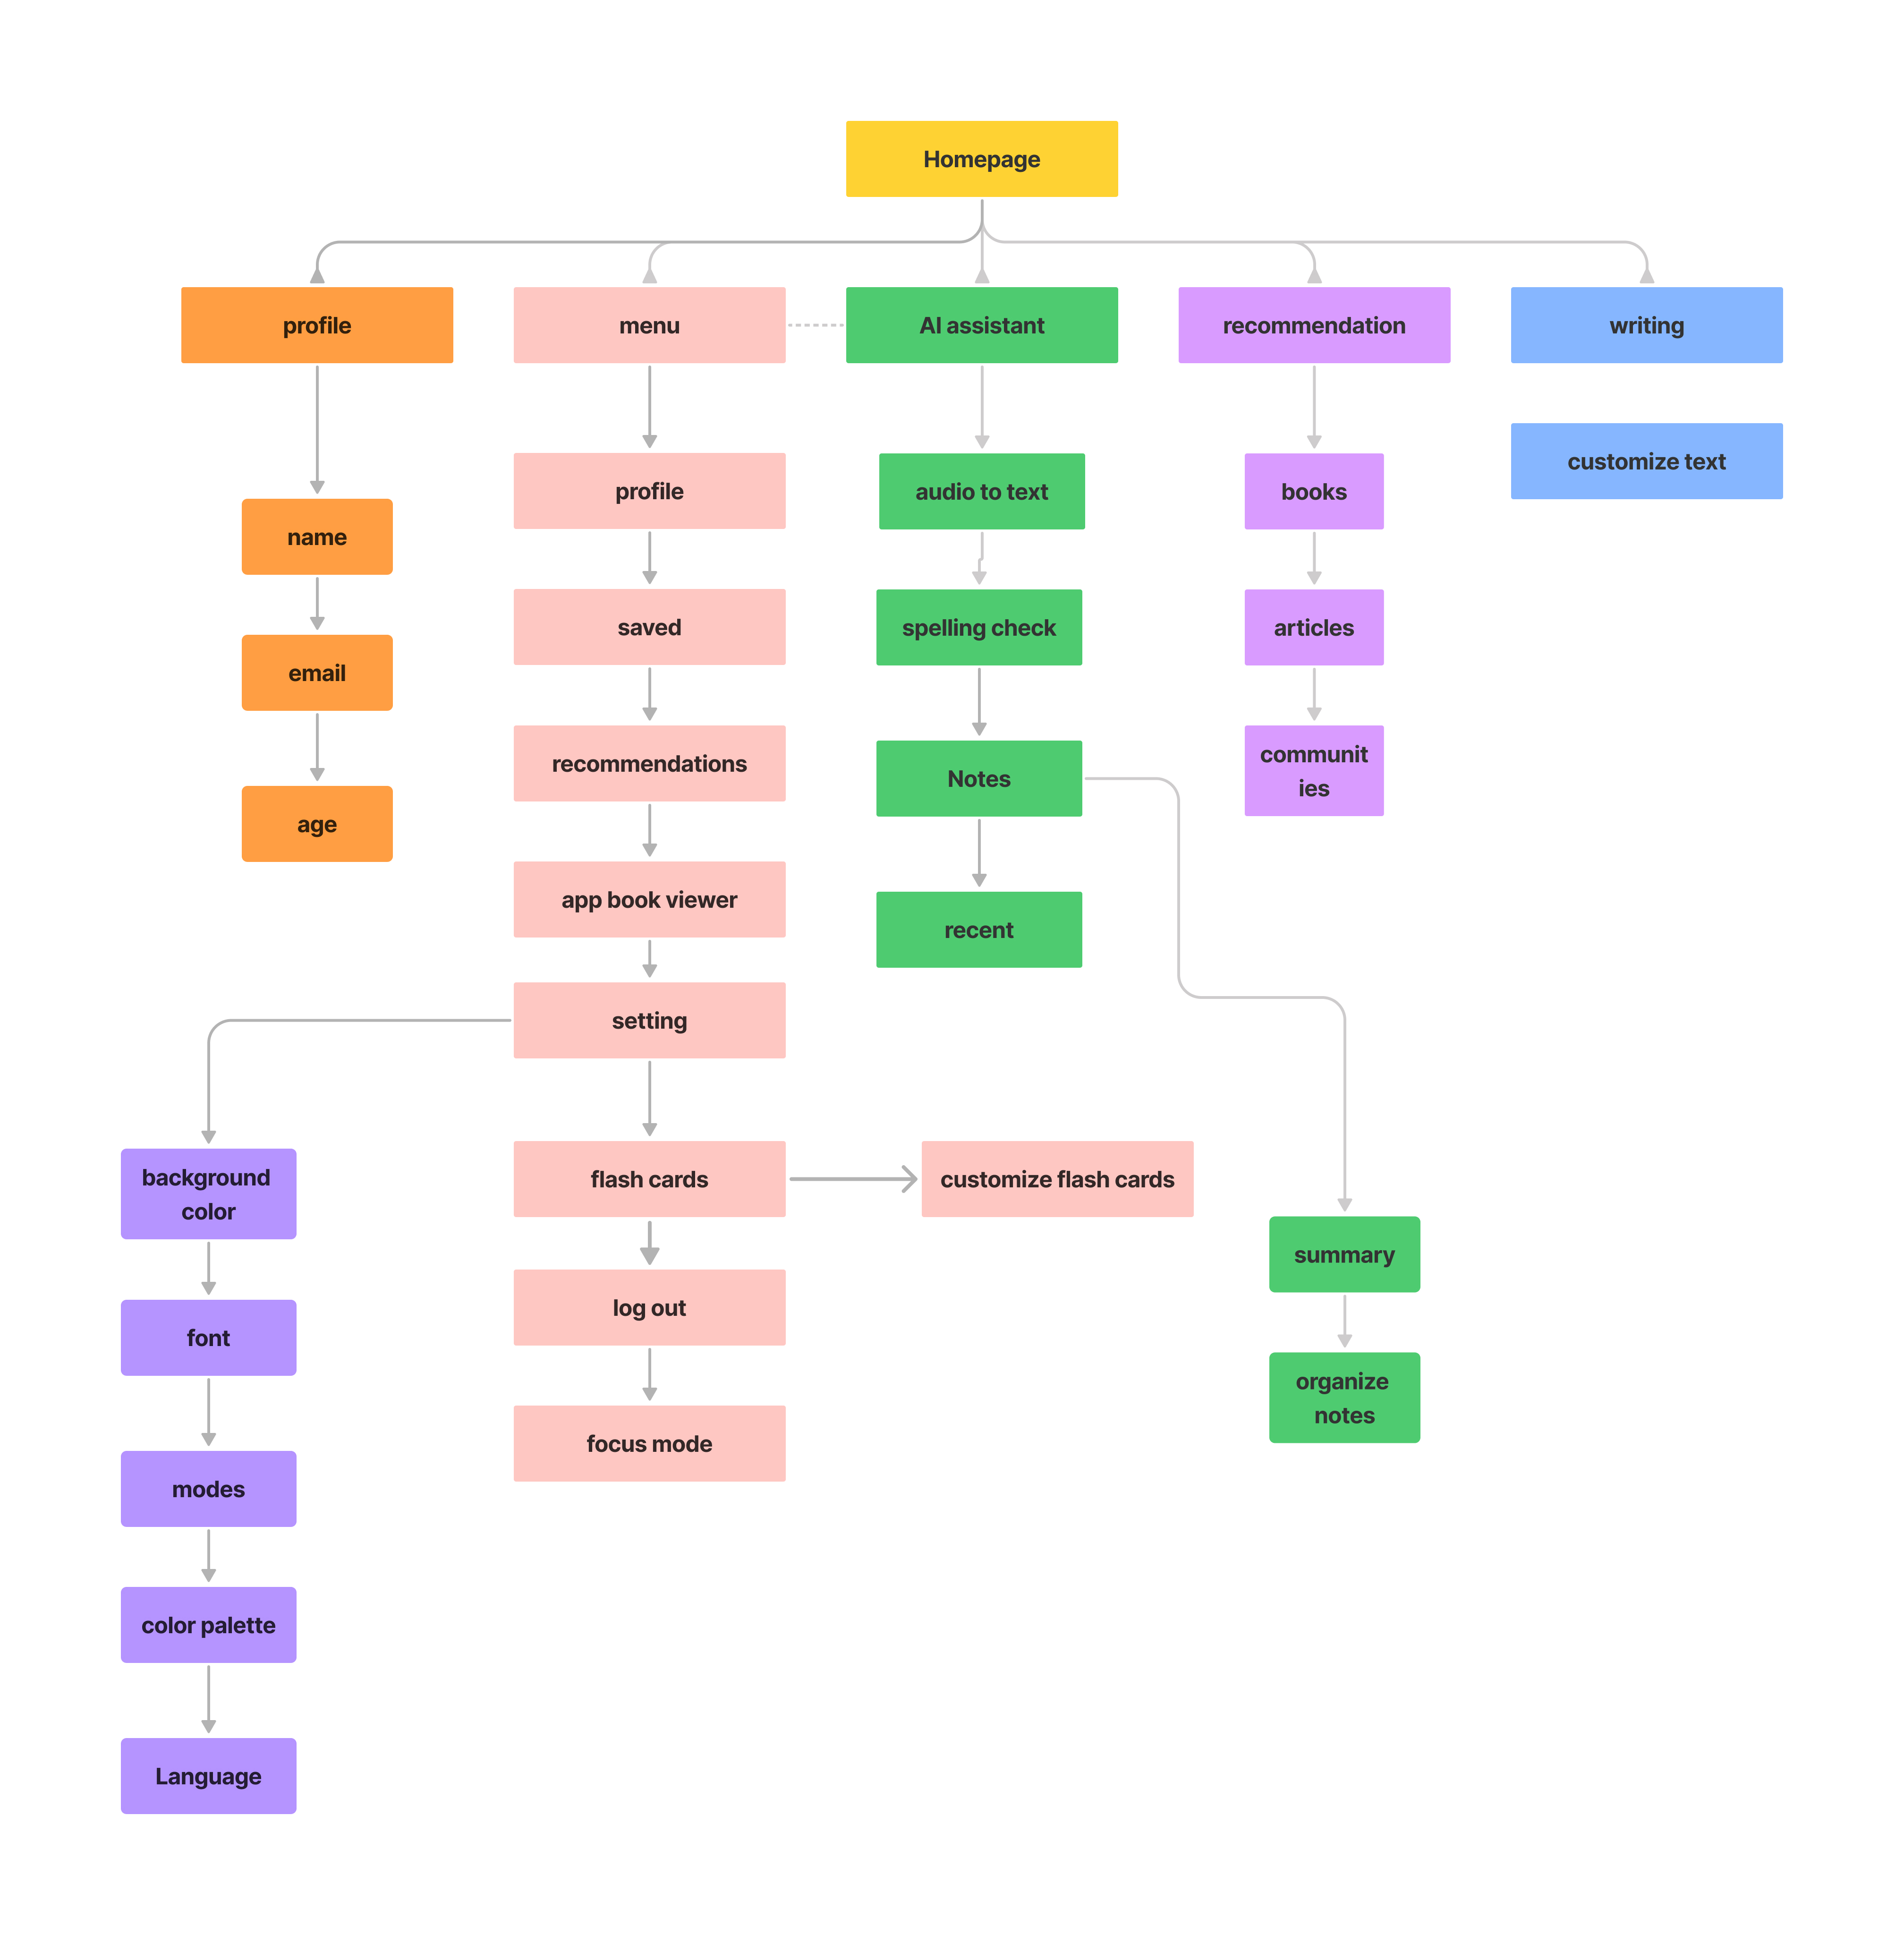 Homepage
profile
menu
AI assistant
recommendation
writing
customize text
profile
audio to text
books
name
saved
spelling check
articles
email
recommendations
Notes
communit
ies
age
app book viewer
recent
setting
background
color
flash cards
customize flash cards
summary
font
log out
organize
notes
modes
focus mode
color palette
Language